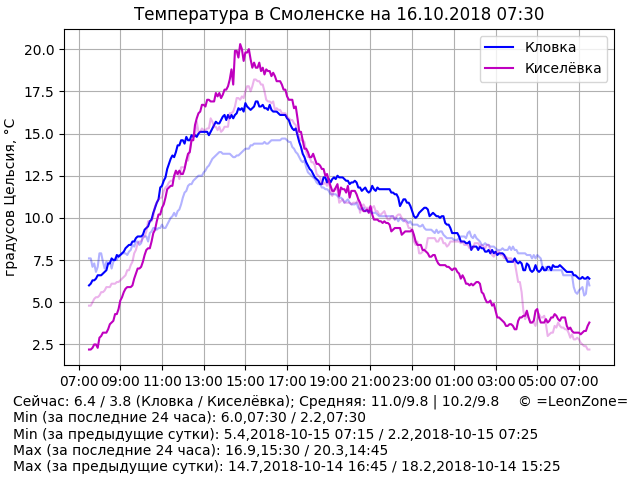 Температура в Смоленске на 16.10.2018 07:30
Кловка
Киселёвка
градусов Цельсия, °C
20.0
17.5
15.0
12.5
10.0
7.5
5.0
2.5
07:00 09:00 11:00 13:00 15:00 17:00 19:00 21:00 23:00 01:00 03:00 05:00 07:00
Сейчас: 6.4 / 3.8 (Кловка / Киселёвка); Средняя: 11.0/9.8 | 10.2/9.8 © =LeonZone=
Min (за последние 24 часа): 6.0,07:30 / 2.2,07:30
Min (за предыдущие сутки): 5.4,2018-10-15 07:15 / 2.2,2018-10-15 07:25
Max (за последние 24 часа): 16.9,15:30 / 20.3,14:45
Max (за предыдущие сутки): 14.7,2018-10-14 16:45 / 18.2,2018-10-14 15:25